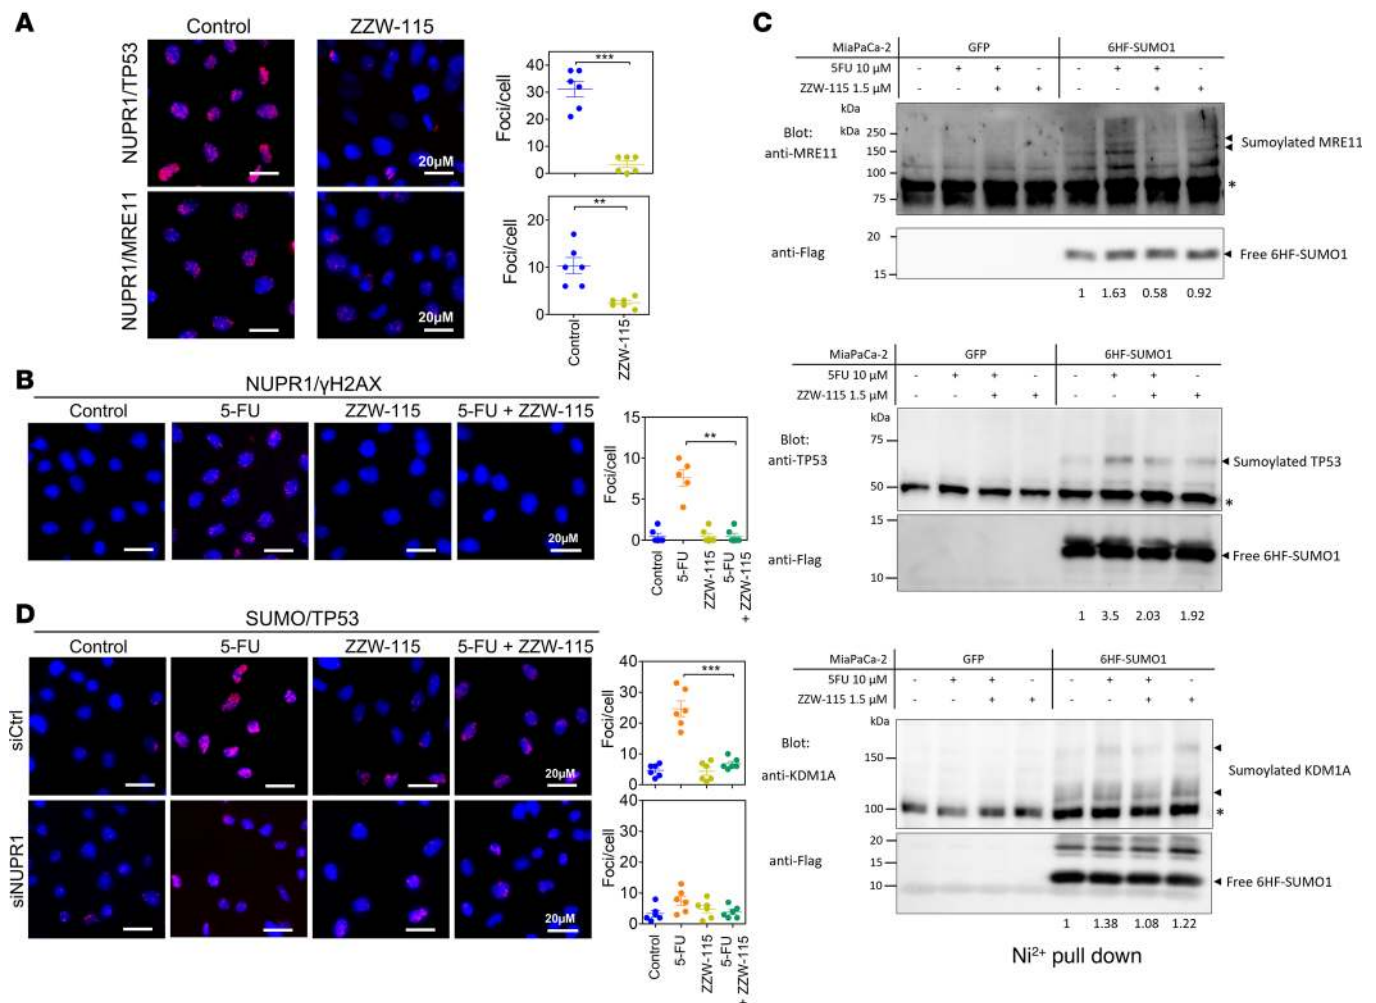 A
Control
ZZW-115
NUPR1/TP53
20µM
Foci/cell
40
30
20
10
0
***
NUPR1/MRE11
20µM
Foci/cell
20
10
0
**
Control
ZZW-115
B
NUPR1/γH2AX
Control
5-FU
ZZW-115
5-FU + ZZW-115
20µM
Foci/cell
15
10
5
0
**
Control
5-FU
ZZW-115
5-FU
+ ZZW-115
D
SUMO/TP53
Control
5-FU
ZZW-115
5-FU + ZZW-115
siCtrl
20µM
Foci/cell
40
30
20
10
0
***
siNUPR1
20µM
Foci/cell
40
30
20
10
0
Control
5-FU
ZZW-115
5-FU
+ ZZW-115
C
MiaPaCa-2 GFP 6HF-SUMO1
5FU 10 µM - + + - - + + -
ZZW-115 1.5 µM - - + + - - + +
kDa
Blot: kDa 250
anti-MRE11 150
100
75
Sumoylated MRE11
*
anti-Flag
20
15
Free 6HF-SUMO1
1 1.63 0.58 0.92
MiaPaCa-2 GFP 6HF-SUMO1
5FU 10 µM - + + - - + + -
ZZW-115 1.5 µM - - + + - - + +
kDa
Blot: 75
anti-TP53
50
Sumoylated TP53
*
15
anti-Flag
10
Free 6HF-SUMO1
1 3.5 2.03 1.92
MiaPaCa-2 GFP 6HF-SUMO1
5FU 10 µM - + + - - + + -
ZZW-115 1.5 µM - - + + - - + +
kDa
Blot: 150
anti-KDM1A
100
Sumoylated KDM1A
*
20
anti-Flag 15
10
Free 6HF-SUMO1
1 1.38 1.08 1.22
Ni²⁺ pull down